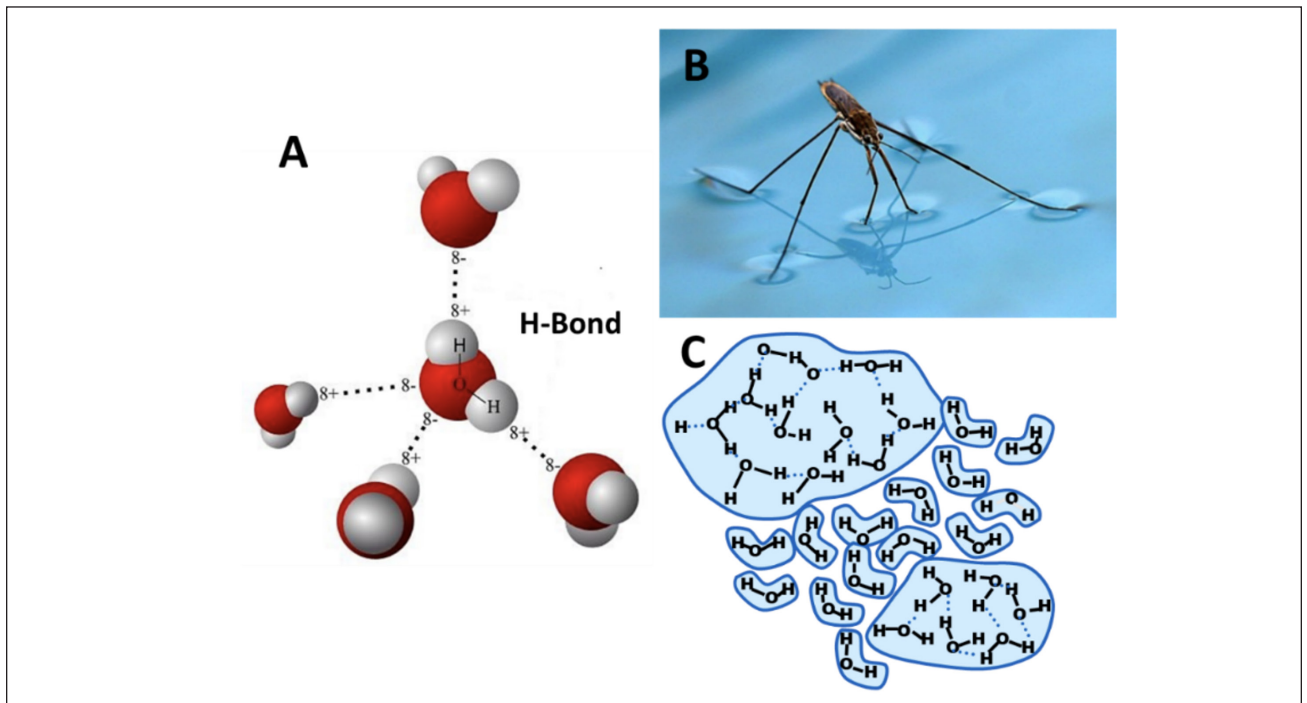 A
8-
8+
H-Bond
H
O
H
8+ 8-
8-
8+
8+
8-
B
C
O H
O H O H
H
H O H H H H
H O O H O O H
H H
H H O
O H O H
H H
H
O H
H
H O
H
O H
H O
H
H O H
H O H
H O H
H
O
H
H O H
H O H
H
O H
H O H
H
O H
H
O H
H H O H
H O H O H
H
H O H O H O H
H